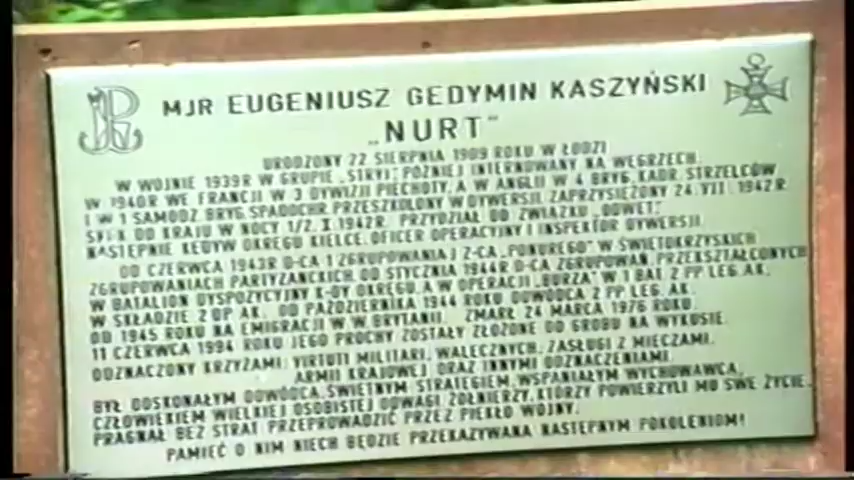 MJR EUGENIUSZ GEDYMIN KASZYŃSKI
„NURT”
URODZONY 22 SIERPNIA 1909 ROKU W ŁODZI
W WOJNIE 1939R W GRUPIE „STRYJ”, PÓŹNIEJ INTERNOWANY NA WĘGRZECH.
W 1940R WE FRANCJI W 3 DYWIZJI PIECHOTY, A W ANGLII W 4 BRYG. KADR. STRZELCÓW
I W 1 SAMODZ. BRYG. SPADOCHR. PRZESZKOLONY W DYWERSJI, ZAPRZYSIĘŻONY 24. VII. 1942R
DO KRAJU W NOCY 1/2. X 1942R. PRZYDZIAŁ DO ZWIĄZKU „ODWET”,
NASTĘPNIE KEDYW OKRĘGU KIELCE. OFICER OPERACYJNY I INSPEKTOR DYWERSJI.
OD CZERWCA 1943R D-CA 1 ZGRUPOWANIA I Z-CA „PONUREGO” W ŚWIĘTOKRZYSKICH
ZGRUPOWANIACH PARTYZANCKICH. OD STYCZNIA 1944R D-CA ZGRUPOWAŃ, PRZEKSZTAŁCONYCH
W BATALION DYSPOZYCYJNY K-DY OKRĘGU, A W OPERACJI „BURZA” W 1 BAT. 2 PP LEG. AK.
W SKŁADZIE 2 DP AK. OD PAŹDZIERNIKA 1944 ROKU DOWÓDCA 2 PP LEG. AK.
OD 1945 ROKU NA EMIGRACJI W W. BRYTANII. ZMARŁ 24 MARCA 1976 ROKU.
11 CZERWCA 1994 ROKU JEGO PROCHY ZOSTAŁY ZŁOŻONE DO GROBU NA WYKUSIE.
ODZNACZONY KRZYŻAMI: VIRTUTI MILITARI, WALECZNYCH, ZASŁUGI Z MIECZAMI,
ARMII KRAJOWEJ ORAZ INNYMI ODZNACZENIAMI.
BYŁ DOSKONAŁYM DOWÓDCĄ, ŚWIETNYM STRATEGIEM, WSPANIAŁYM WYCHOWAWCĄ,
CZŁOWIEKIEM WIELKIEJ OSOBISTEJ ODWAGI. ŻOŁNIERZY, KTÓRZY POWIERZYLI MU SWE ŻYCIE,
PRAGNĄŁ BEZ STRAT PRZEPROWADZIĆ PRZEZ PIEKŁO WOJNY.
PAMIĘĆ O NIM NIECH BĘDZIE PRZEKAZYWANA NASTĘPNYM POKOLENIOM!